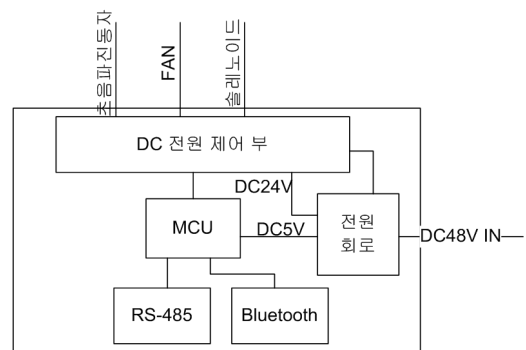 초음파진동자
FAN
솔레노이드
DC 전원 제어 부
DC24V
MCU
DC5V
전원
회로
DC48V IN
RS-485
Bluetooth